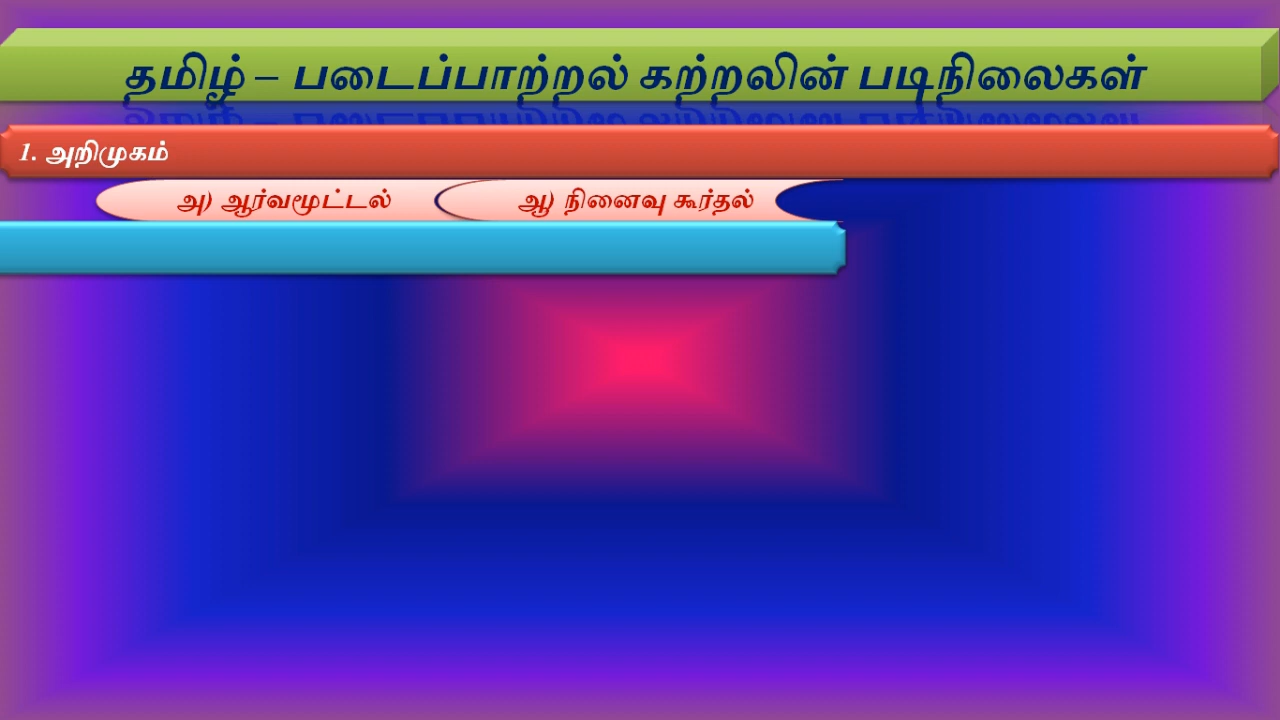 தமிழ் – படைப்பாற்றல் கற்றலின் படிநிலைகள்
1. அறிமுகம்
அ) ஆர்வமூட்டல் ஆ) நினைவு கூர்தல்